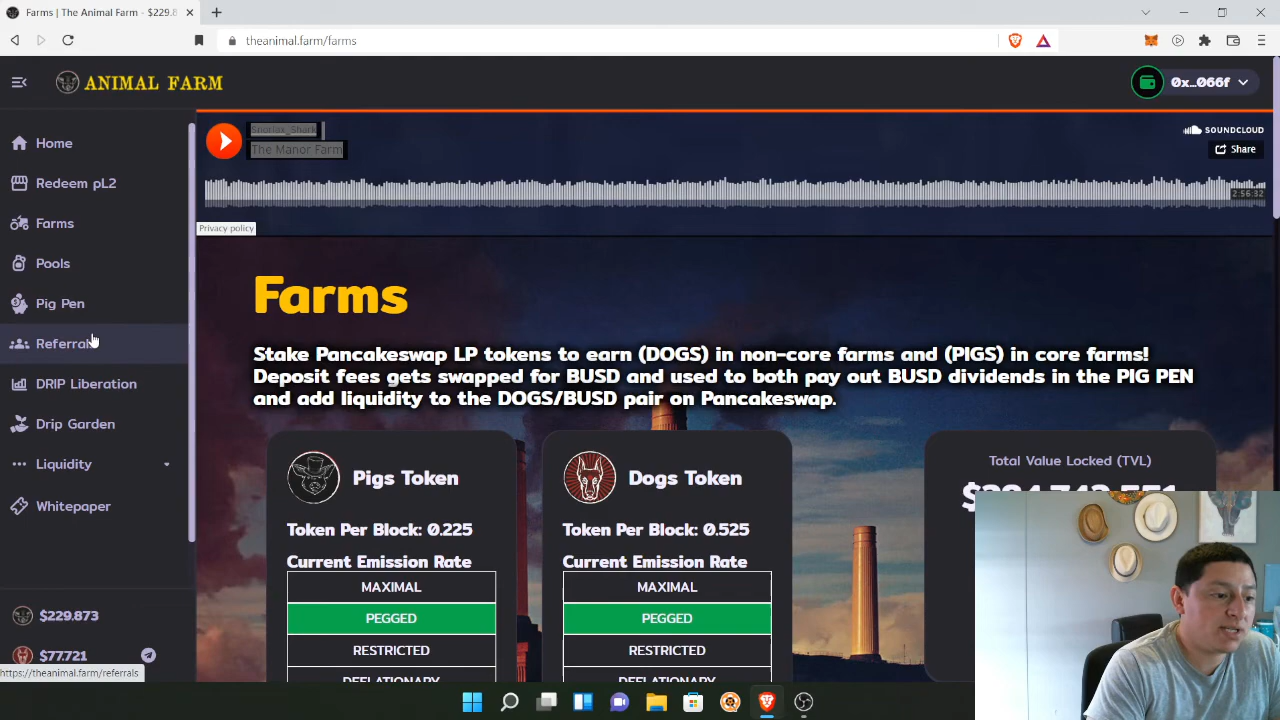 Farms | The Animal Farm - $229.8
theanimal.farm/farms
ANIMAL FARM
0x...066f
Home
Redeem pL2
Farms
Pools
Pig Pen
Referrals
DRIP Liberation
Drip Garden
Liquidity
Whitepaper
$229.873
$77.721
https://theanimal.farm/referrals
Snorlax_Shark
The Manor Farm
SOUNDCLOUD
Share
2:56:32
Privacy policy
Farms
Stake Pancakeswap LP tokens to earn (DOGS) in non-core farms and (PIGS) in core farms!
Deposit fees gets swapped for BUSD and used to both pay out BUSD dividends in the PIG PEN
and add liquidity to the DOGS/BUSD pair on Pancakeswap.
Pigs Token
Token Per Block: 0.225
Current Emission Rate
MAXIMAL
PEGGED
RESTRICTED
DEFLATIONARY
Dogs Token
Token Per Block: 0.525
Current Emission Rate
MAXIMAL
PEGGED
RESTRICTED
DEFLATIONARY
Total Value Locked (TVL)